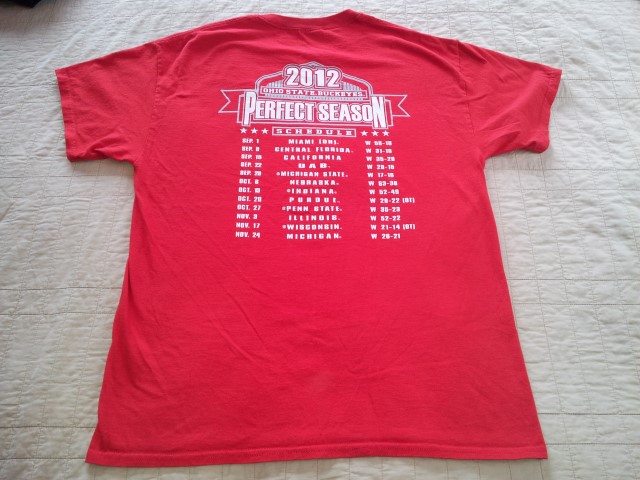 2012
OHIO STATE BUCKEYES
PERFECT SEASON
★ ★ ★ SCHEDULE ★ ★ ★
SEP. 1 MIAMI (OH). W 56-10
SEP. 8 CENTRAL FLORIDA. W 31-16
SEP. 15 CALIFORNIA W 35-28
SEP. 22 UAB. W 29-15
SEP. 29 *MICHIGAN STATE. W 17-16
OCT. 6 NEBRASKA. W 63-38
OCT. 13 *INDIANA. W 52-49
OCT. 20 PURDUE. W 29-22 (OT)
OCT. 27 *PENN STATE. W 35-23
NOV. 3 ILLINOIS. W 52-22
NOV. 17 *WISCONSIN. W 21-14 (OT)
NOV. 24 MICHIGAN. W 26-21